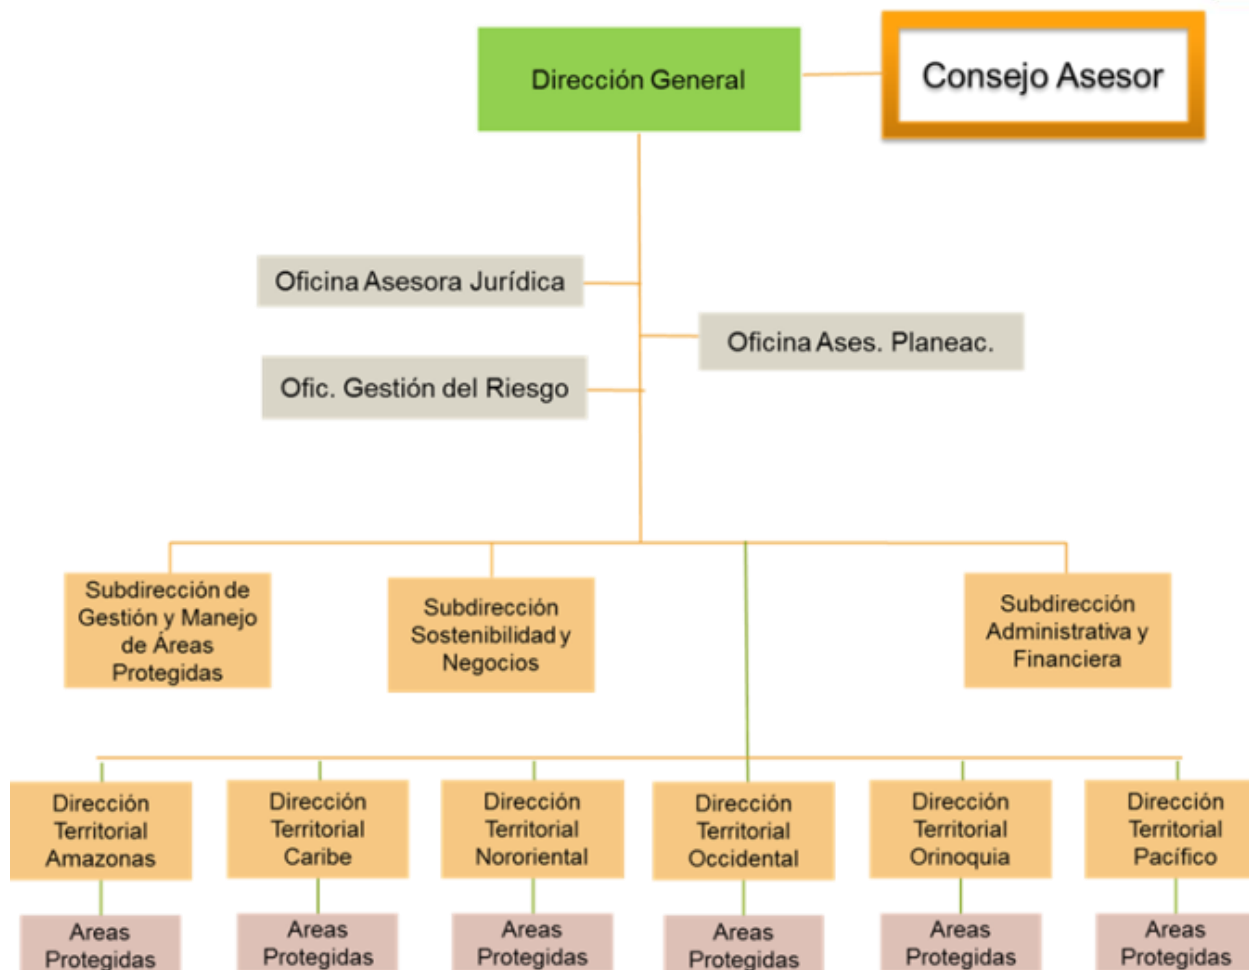 Dirección General
Consejo Asesor
Oficina Asesora Jurídica
Oficina Ases. Planeac.
Ofic. Gestión del Riesgo
Subdirección de
Gestión y Manejo
de Áreas
Protegidas
Subdirección
Sostenibilidad y
Negocios
Subdirección
Administrativa y
Financiera
Dirección
Territorial
Amazonas
Dirección
Territorial
Caribe
Dirección
Territorial
Nororiental
Dirección
Territorial
Occidental
Dirección
Territorial
Orinoquia
Dirección
Territorial
Pacífico
Areas
Protegidas
Areas
Protegidas
Areas
Protegidas
Areas
Protegidas
Areas
Protegidas
Areas
Protegidas